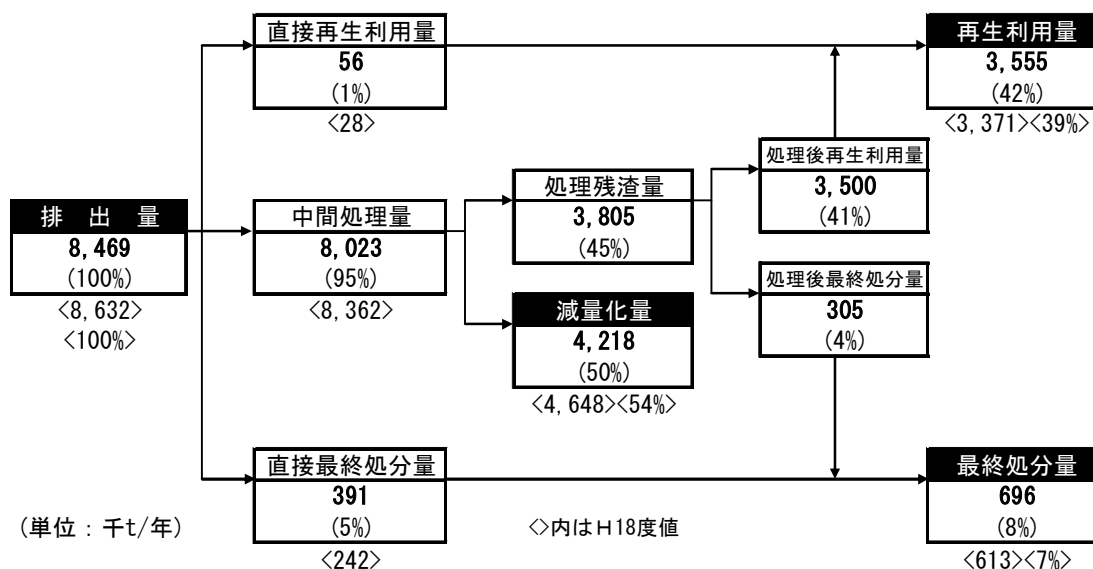 直接再生利用量
56
(1%)
<28>
再生利用量
3,555
(42%)
<3,371><39%>
処理後再生利用量
3,500
(41%)
処理残渣量
3,805
(45%)
排 出 量
8,469
(100%)
<8,632>
<100%>
中間処理量
8,023
(95%)
<8,362>
減量化量
4,218
(50%)
<4,648><54%>
処理後最終処分量
305
(4%)
直接最終処分量
391
(5%)
<242>
最終処分量
696
(8%)
<613><7%>
(単位:千t/年)
<>内はH18度値